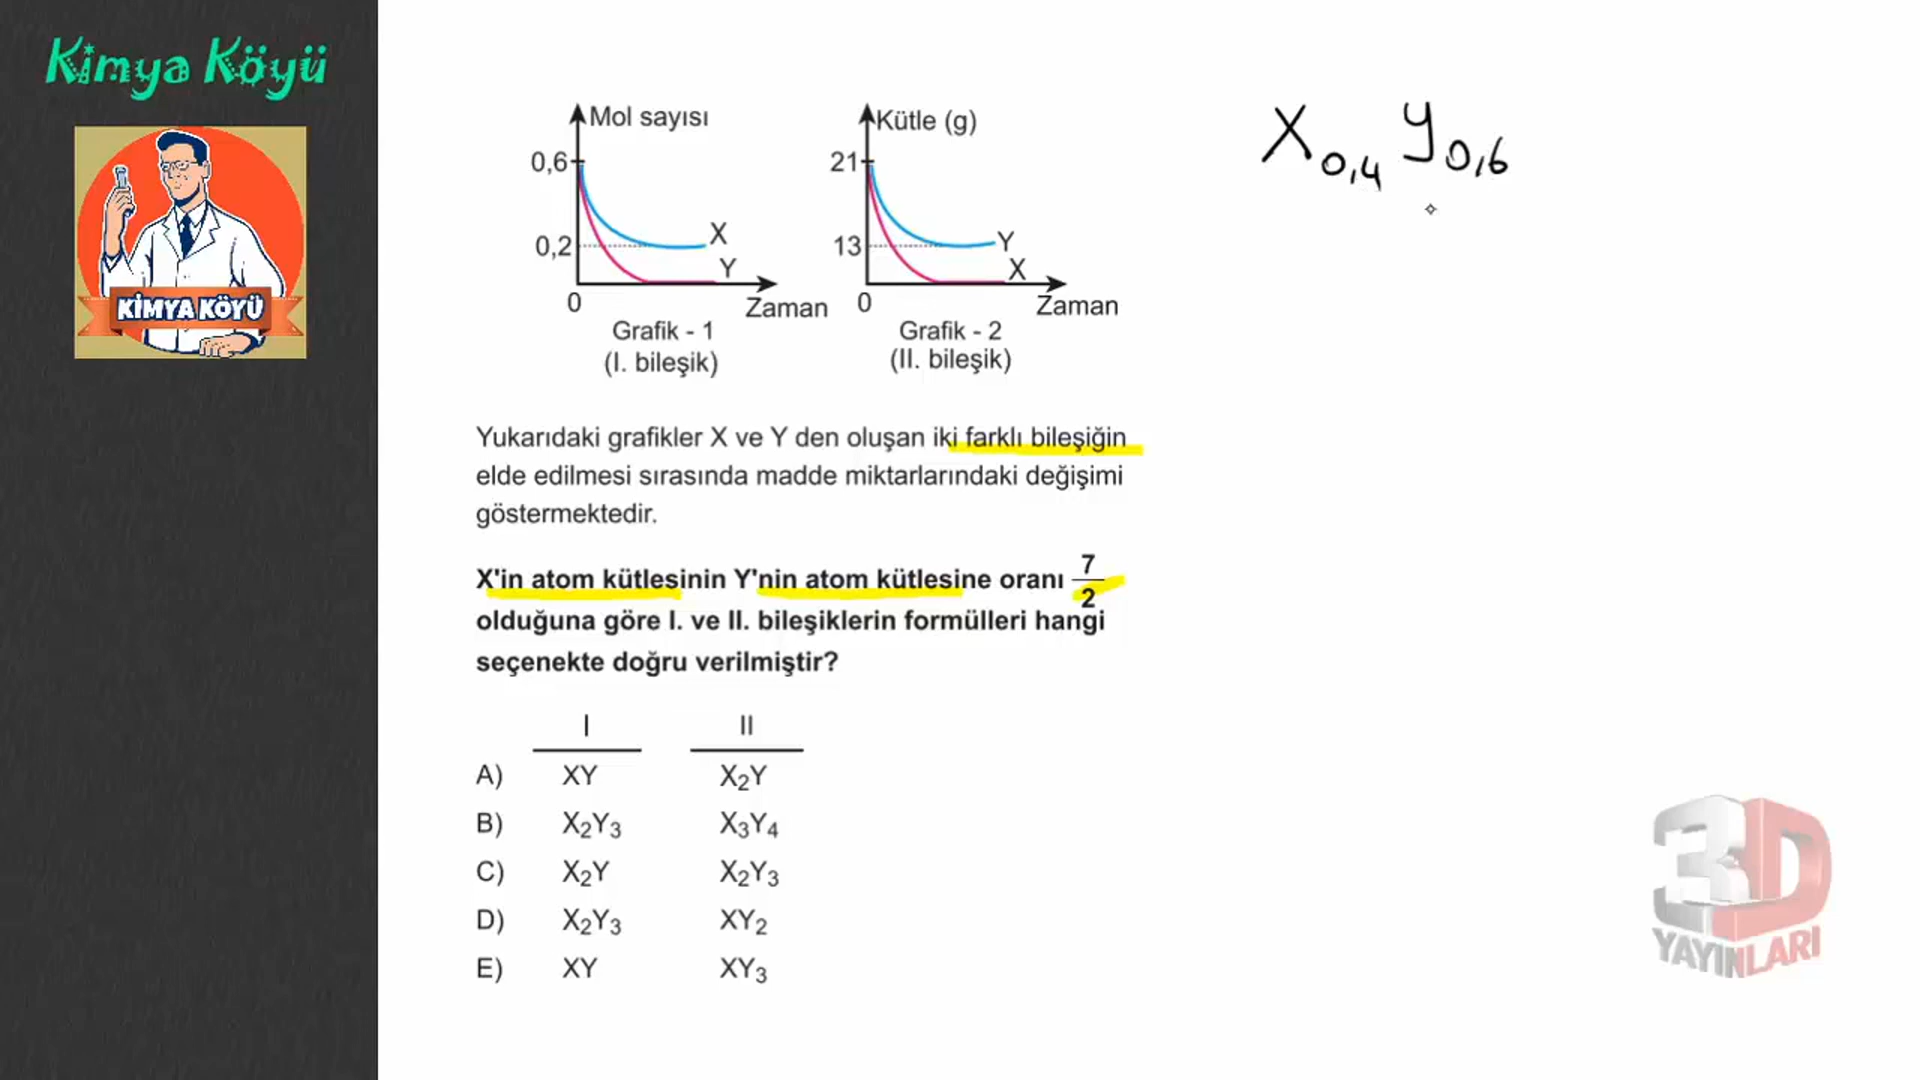 Kimya Köyü
KİMYA KÖYÜ
Mol sayısı
0,6
0,2
X
Y
0
Zaman
Grafik - 1
(I. bileşik)
Kütle (g)
21
13
Y
X
0
Zaman
Grafik - 2
(II. bileşik)
X0,4 Y0,6
Yukarıdaki grafikler X ve Y den oluşan iki farklı bileşiğin
elde edilmesi sırasında madde miktarlarındaki değişimi
göstermektedir.
X'in atom kütlesinin Y'nin atom kütlesine oranı 7/2
olduğuna göre I. ve II. bileşiklerin formülleri hangi
seçenekte doğru verilmiştir?
I II
A) XY X₂Y
B) X₂Y₃ X₃Y₄
C) X₂Y X₂Y₃
D) X₂Y₃ XY₂
E) XY XY₃
3D
YAYINLARI